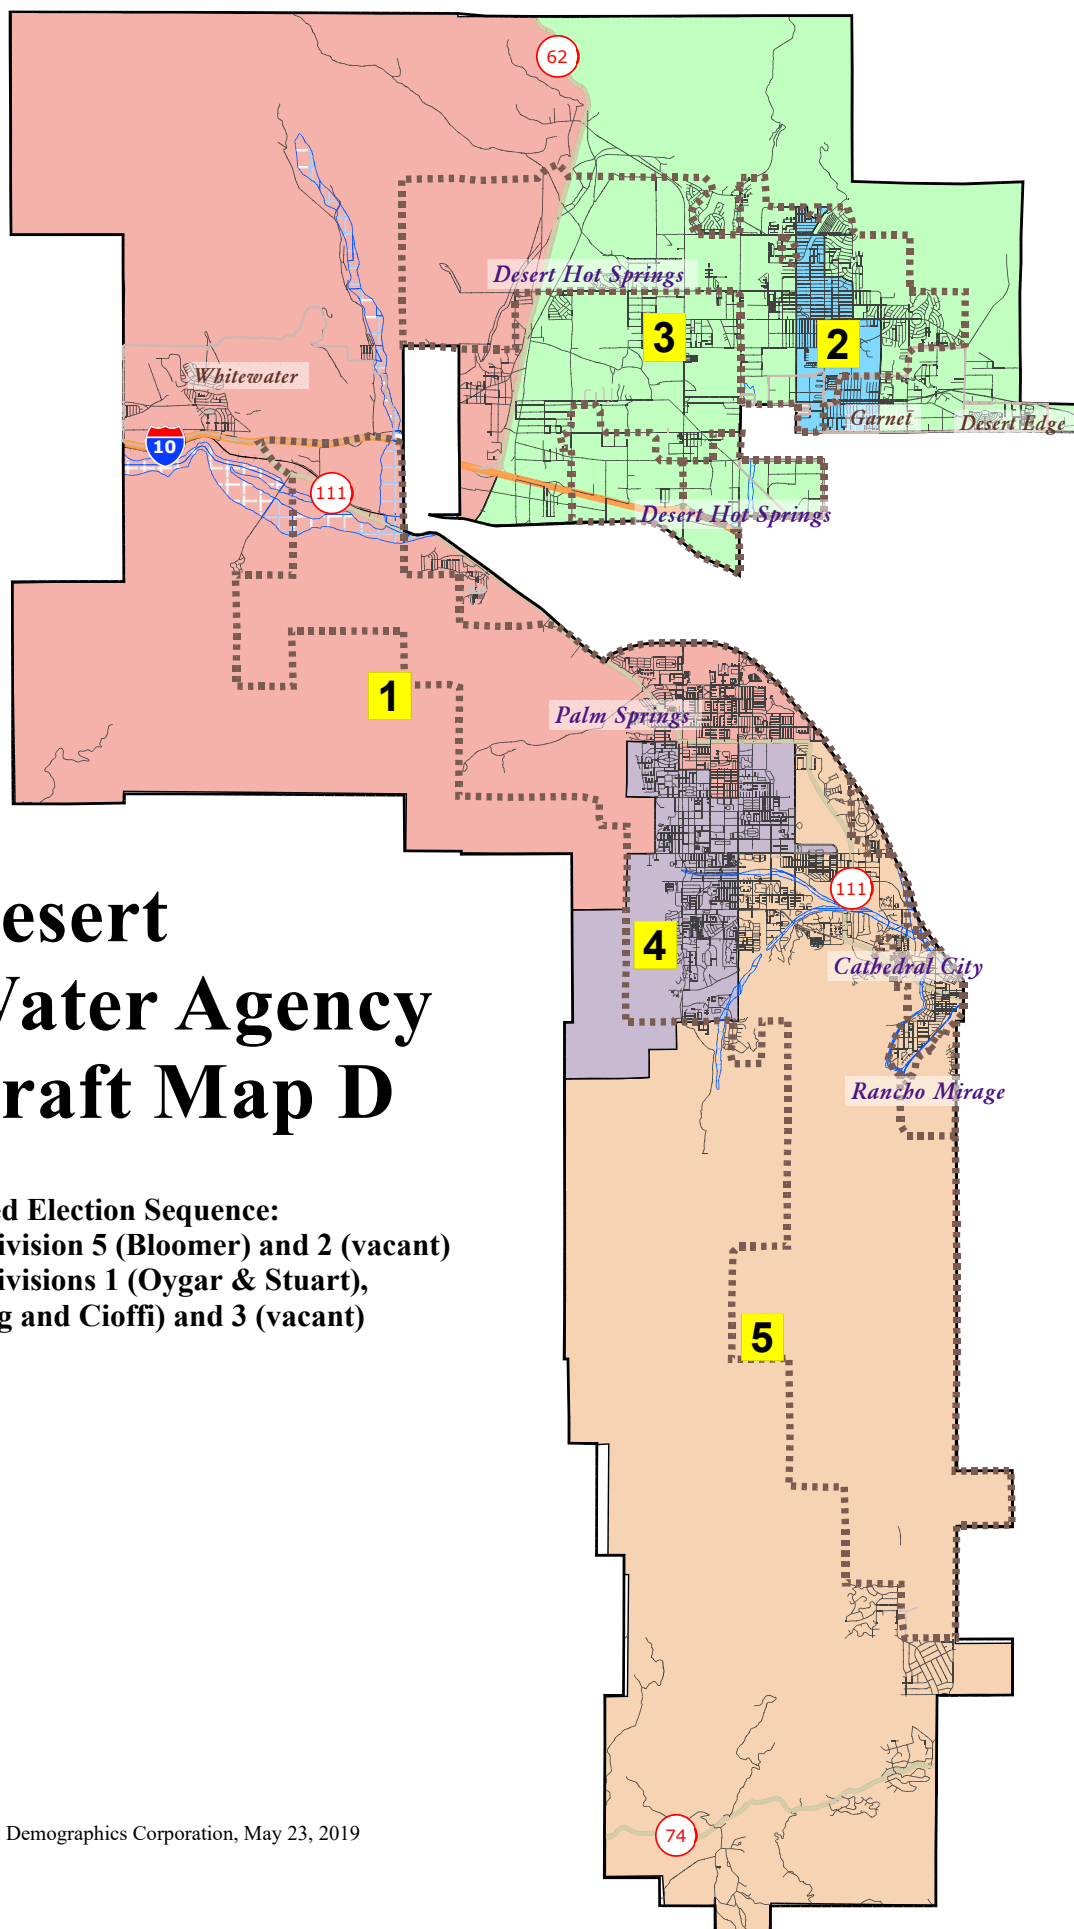 62
Desert Hot Springs
3
2
Whitewater
Garnet
Desert Edge
10
111
Desert Hot Springs
1
Palm Springs
111
esert
4
Cathedral City
Water Agency
raft Map D
Rancho Mirage
ed Election Sequence:
ivision 5 (Bloomer) and 2 (vacant)
ivisions 1 (Oygar & Stuart),
g and Cioffi) and 3 (vacant)
5
Demographics Corporation, May 23, 2019
74